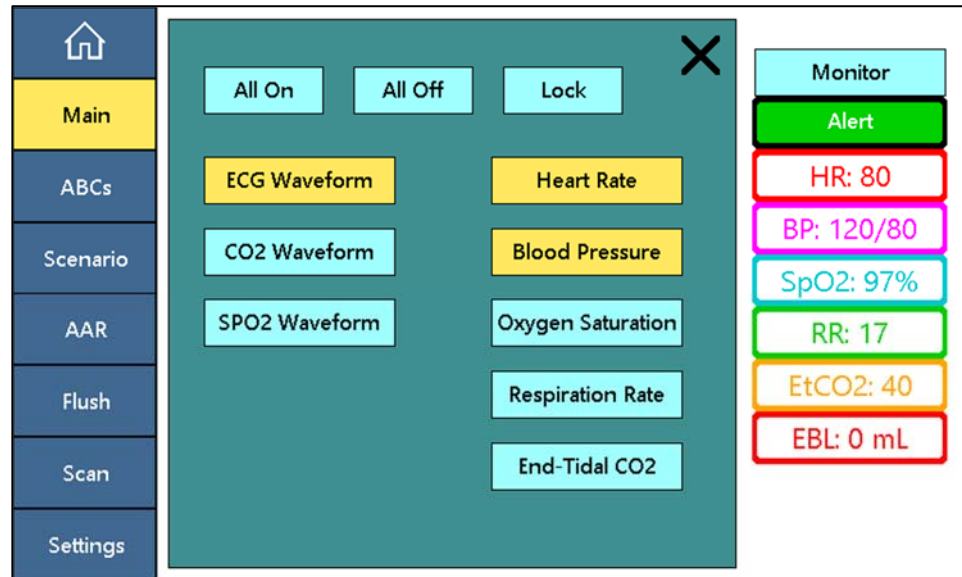 Main
ABCs
Scenario
AAR
Flush
Scan
Settings
All On
All Off
Lock
ECG Waveform
CO2 Waveform
SPO2 Waveform
Heart Rate
Blood Pressure
Oxygen Saturation
Respiration Rate
End-Tidal CO2
Monitor
Alert
HR: 80
BP: 120/80
SpO2: 97%
RR: 17
EtCO2: 40
EBL: 0 mL